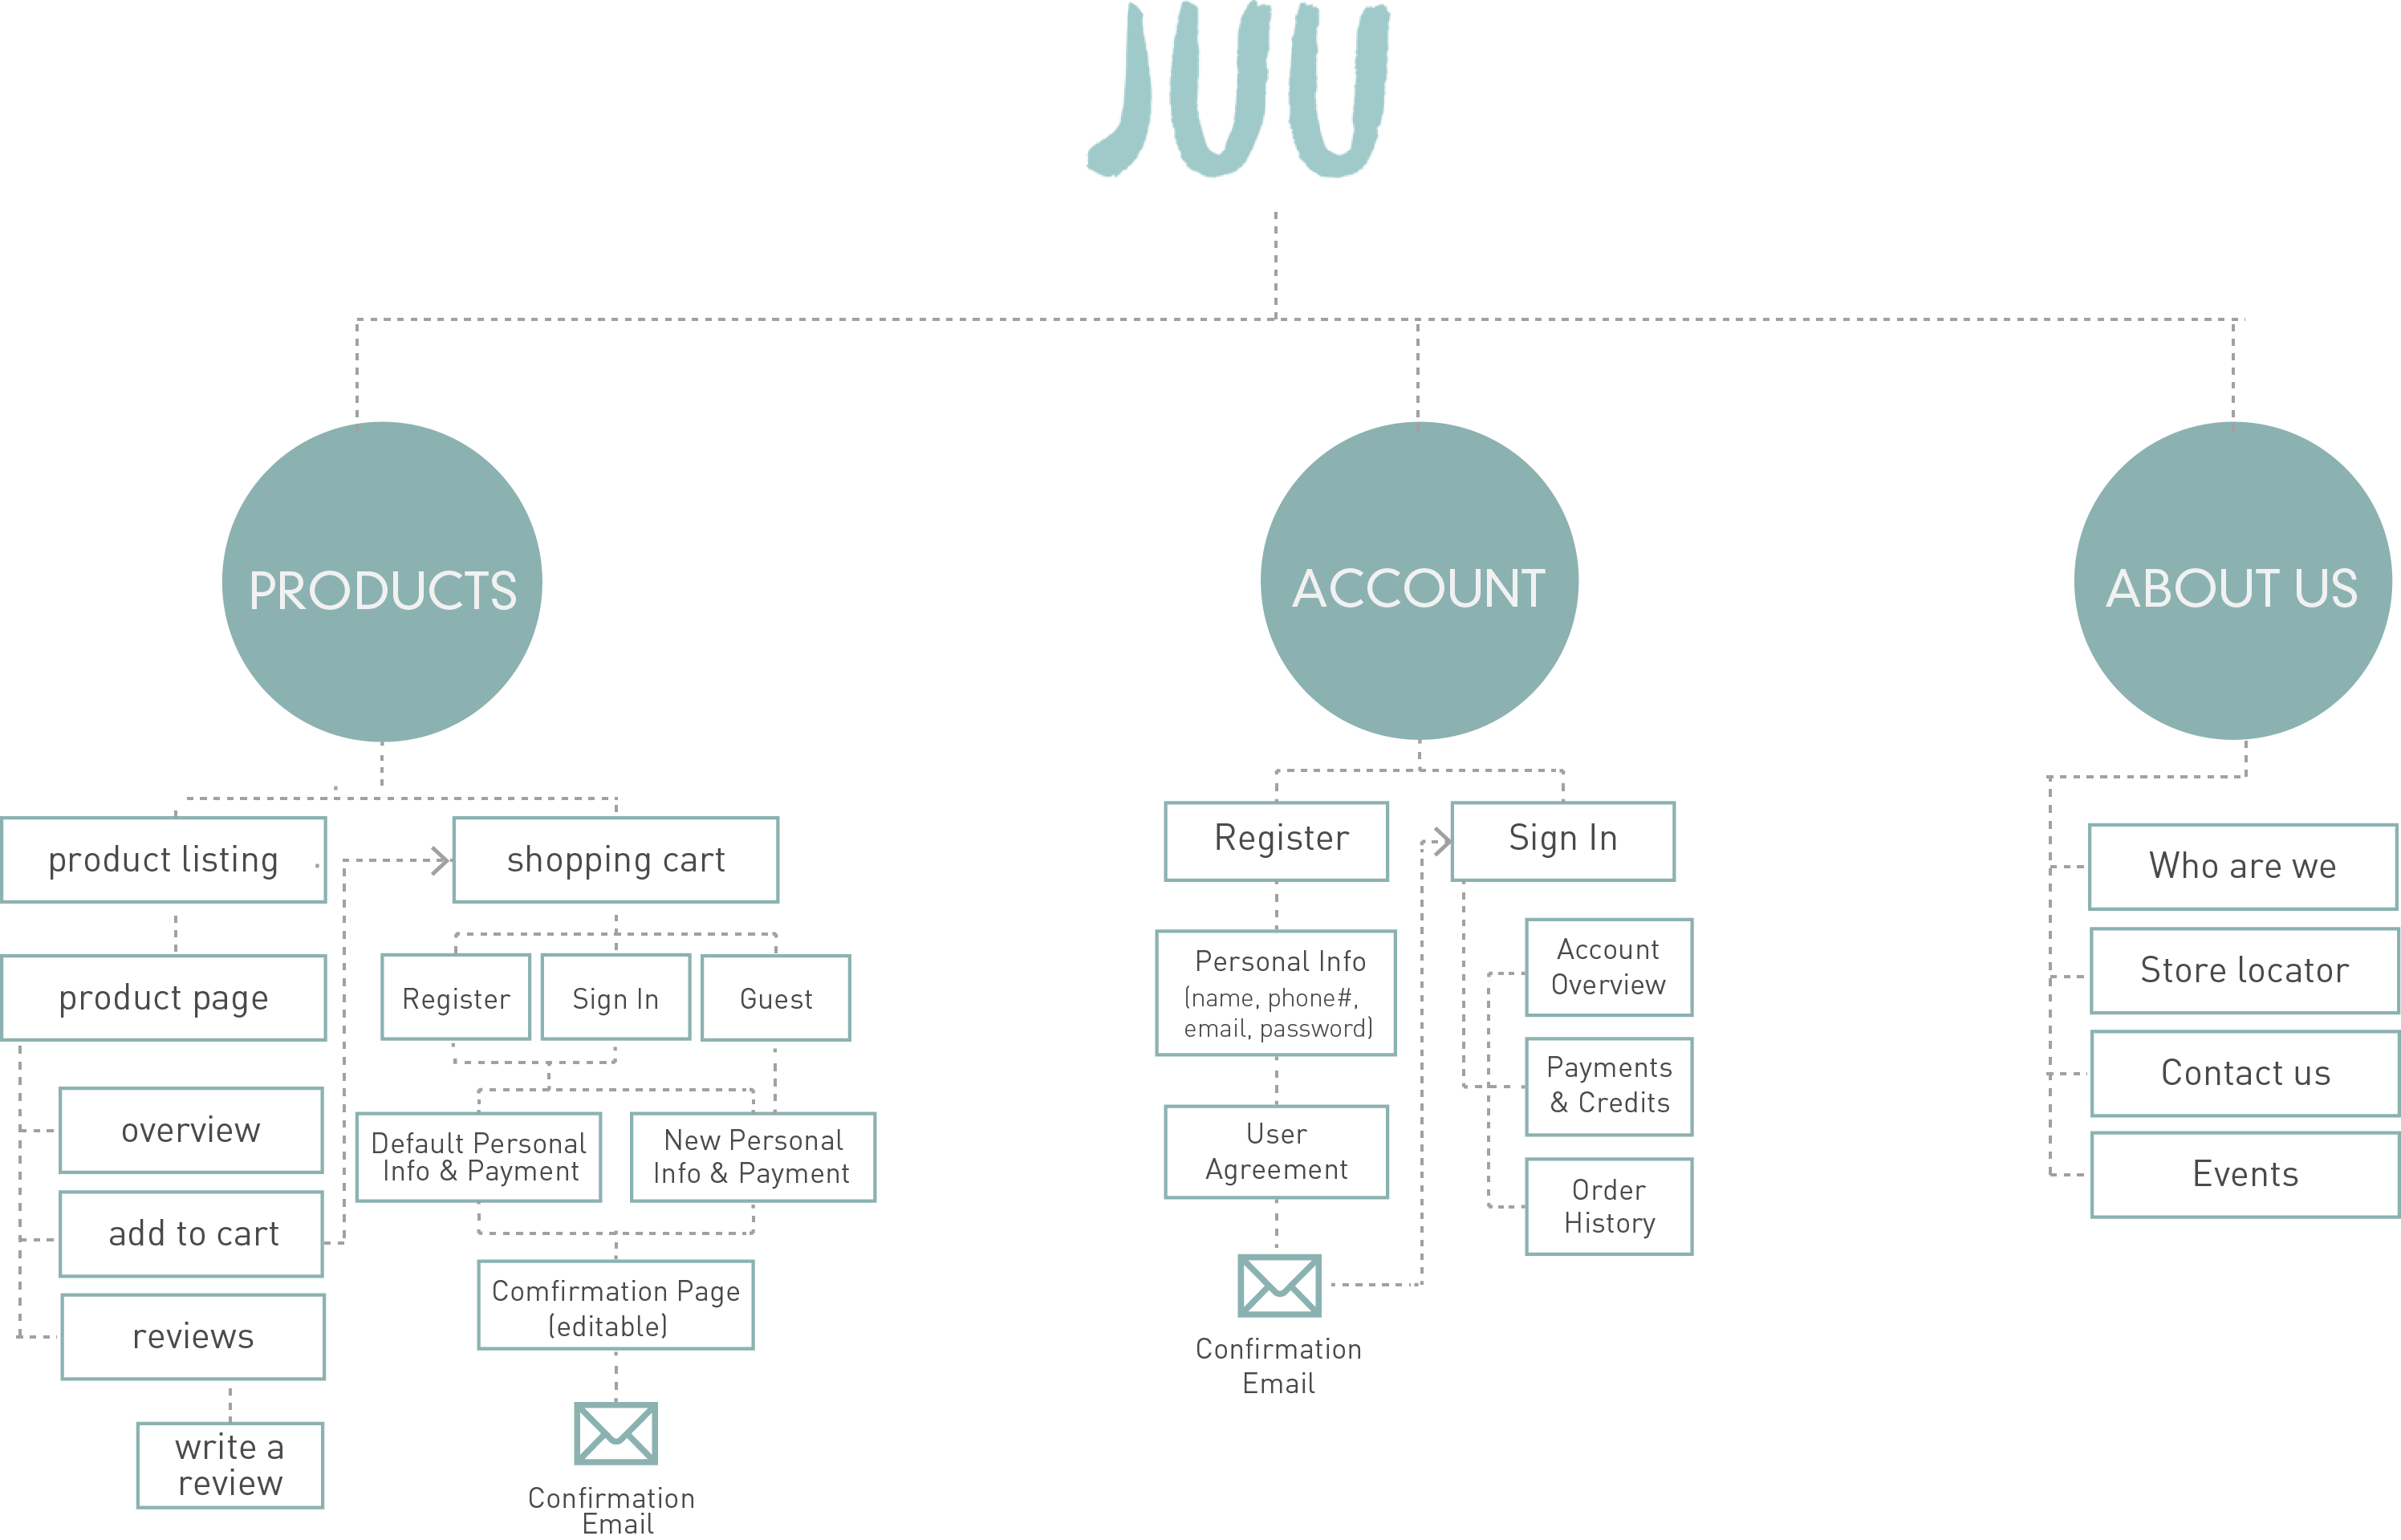 JUU
PRODUCTS
ACCOUNT
ABOUT US
product listing
shopping cart
product page
Register
Sign In
Guest
overview
add to cart
reviews
write a
review
Default Personal
Info & Payment
New Personal
Info & Payment
Comfirmation Page
(editable)
Confirmation
Email
Register
Sign In
Personal Info
(name, phone#,
email, password)
User
Agreement
Confirmation
Email
Account
Overview
Payments
& Credits
Order
History
Who are we
Store locator
Contact us
Events